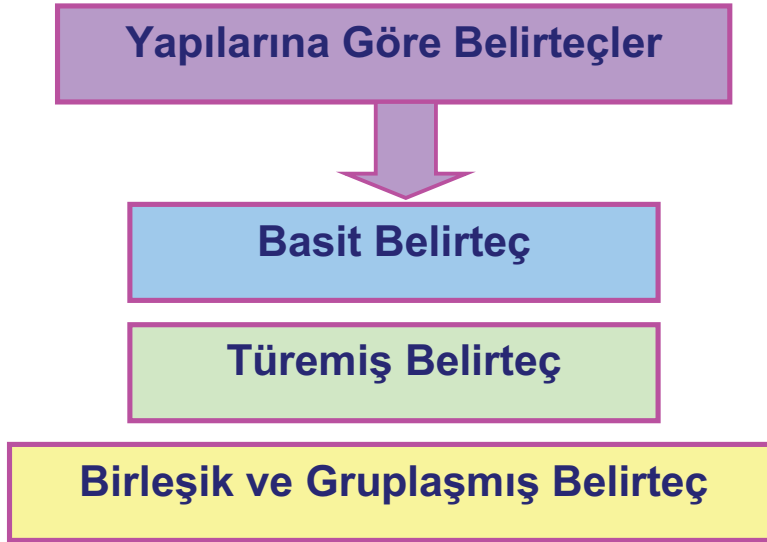 Yapılarına Göre Belirteçler
Basit Belirteç
Türemiş Belirteç
Birleşik ve Gruplaşmış Belirteç